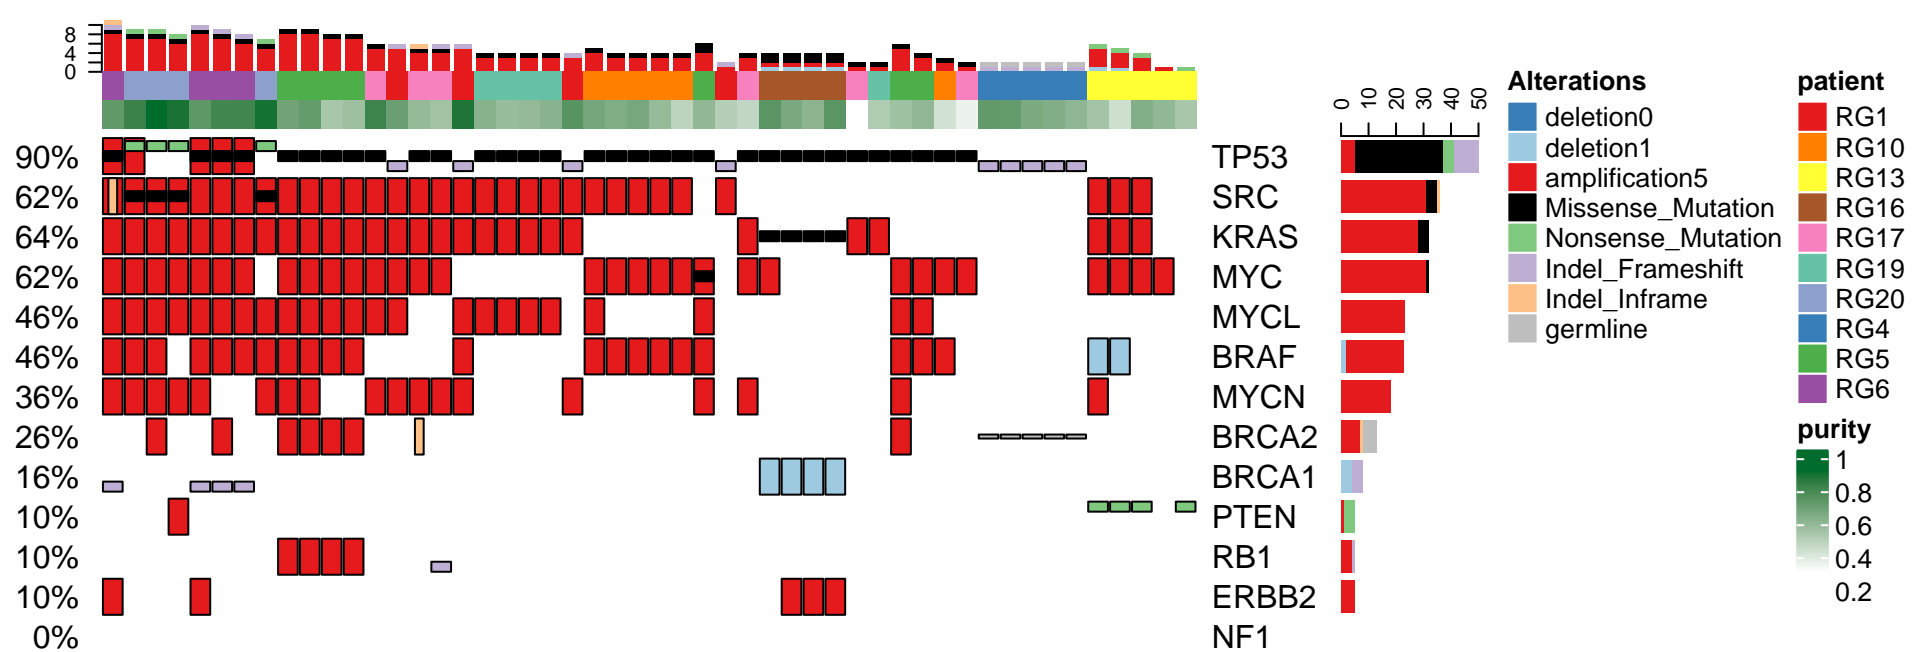 8
4
0
90%
62%
64%
62%
46%
46%
36%
26%
16%
10%
10%
10%
0%
TP53
SRC
KRAS
MYC
MYCL
BRAF
MYCN
BRCA2
BRCA1
PTEN
RB1
ERBB2
NF1
0 10 20 30 40 50
Alterations
deletion0
deletion1
amplification5
Missense_Mutation
Nonsense_Mutation
Indel_Frameshift
Indel_Inframe
germline
patient
RG1
RG10
RG13
RG16
RG17
RG19
RG20
RG4
RG5
RG6
purity
1
0.8
0.6
0.4
0.2